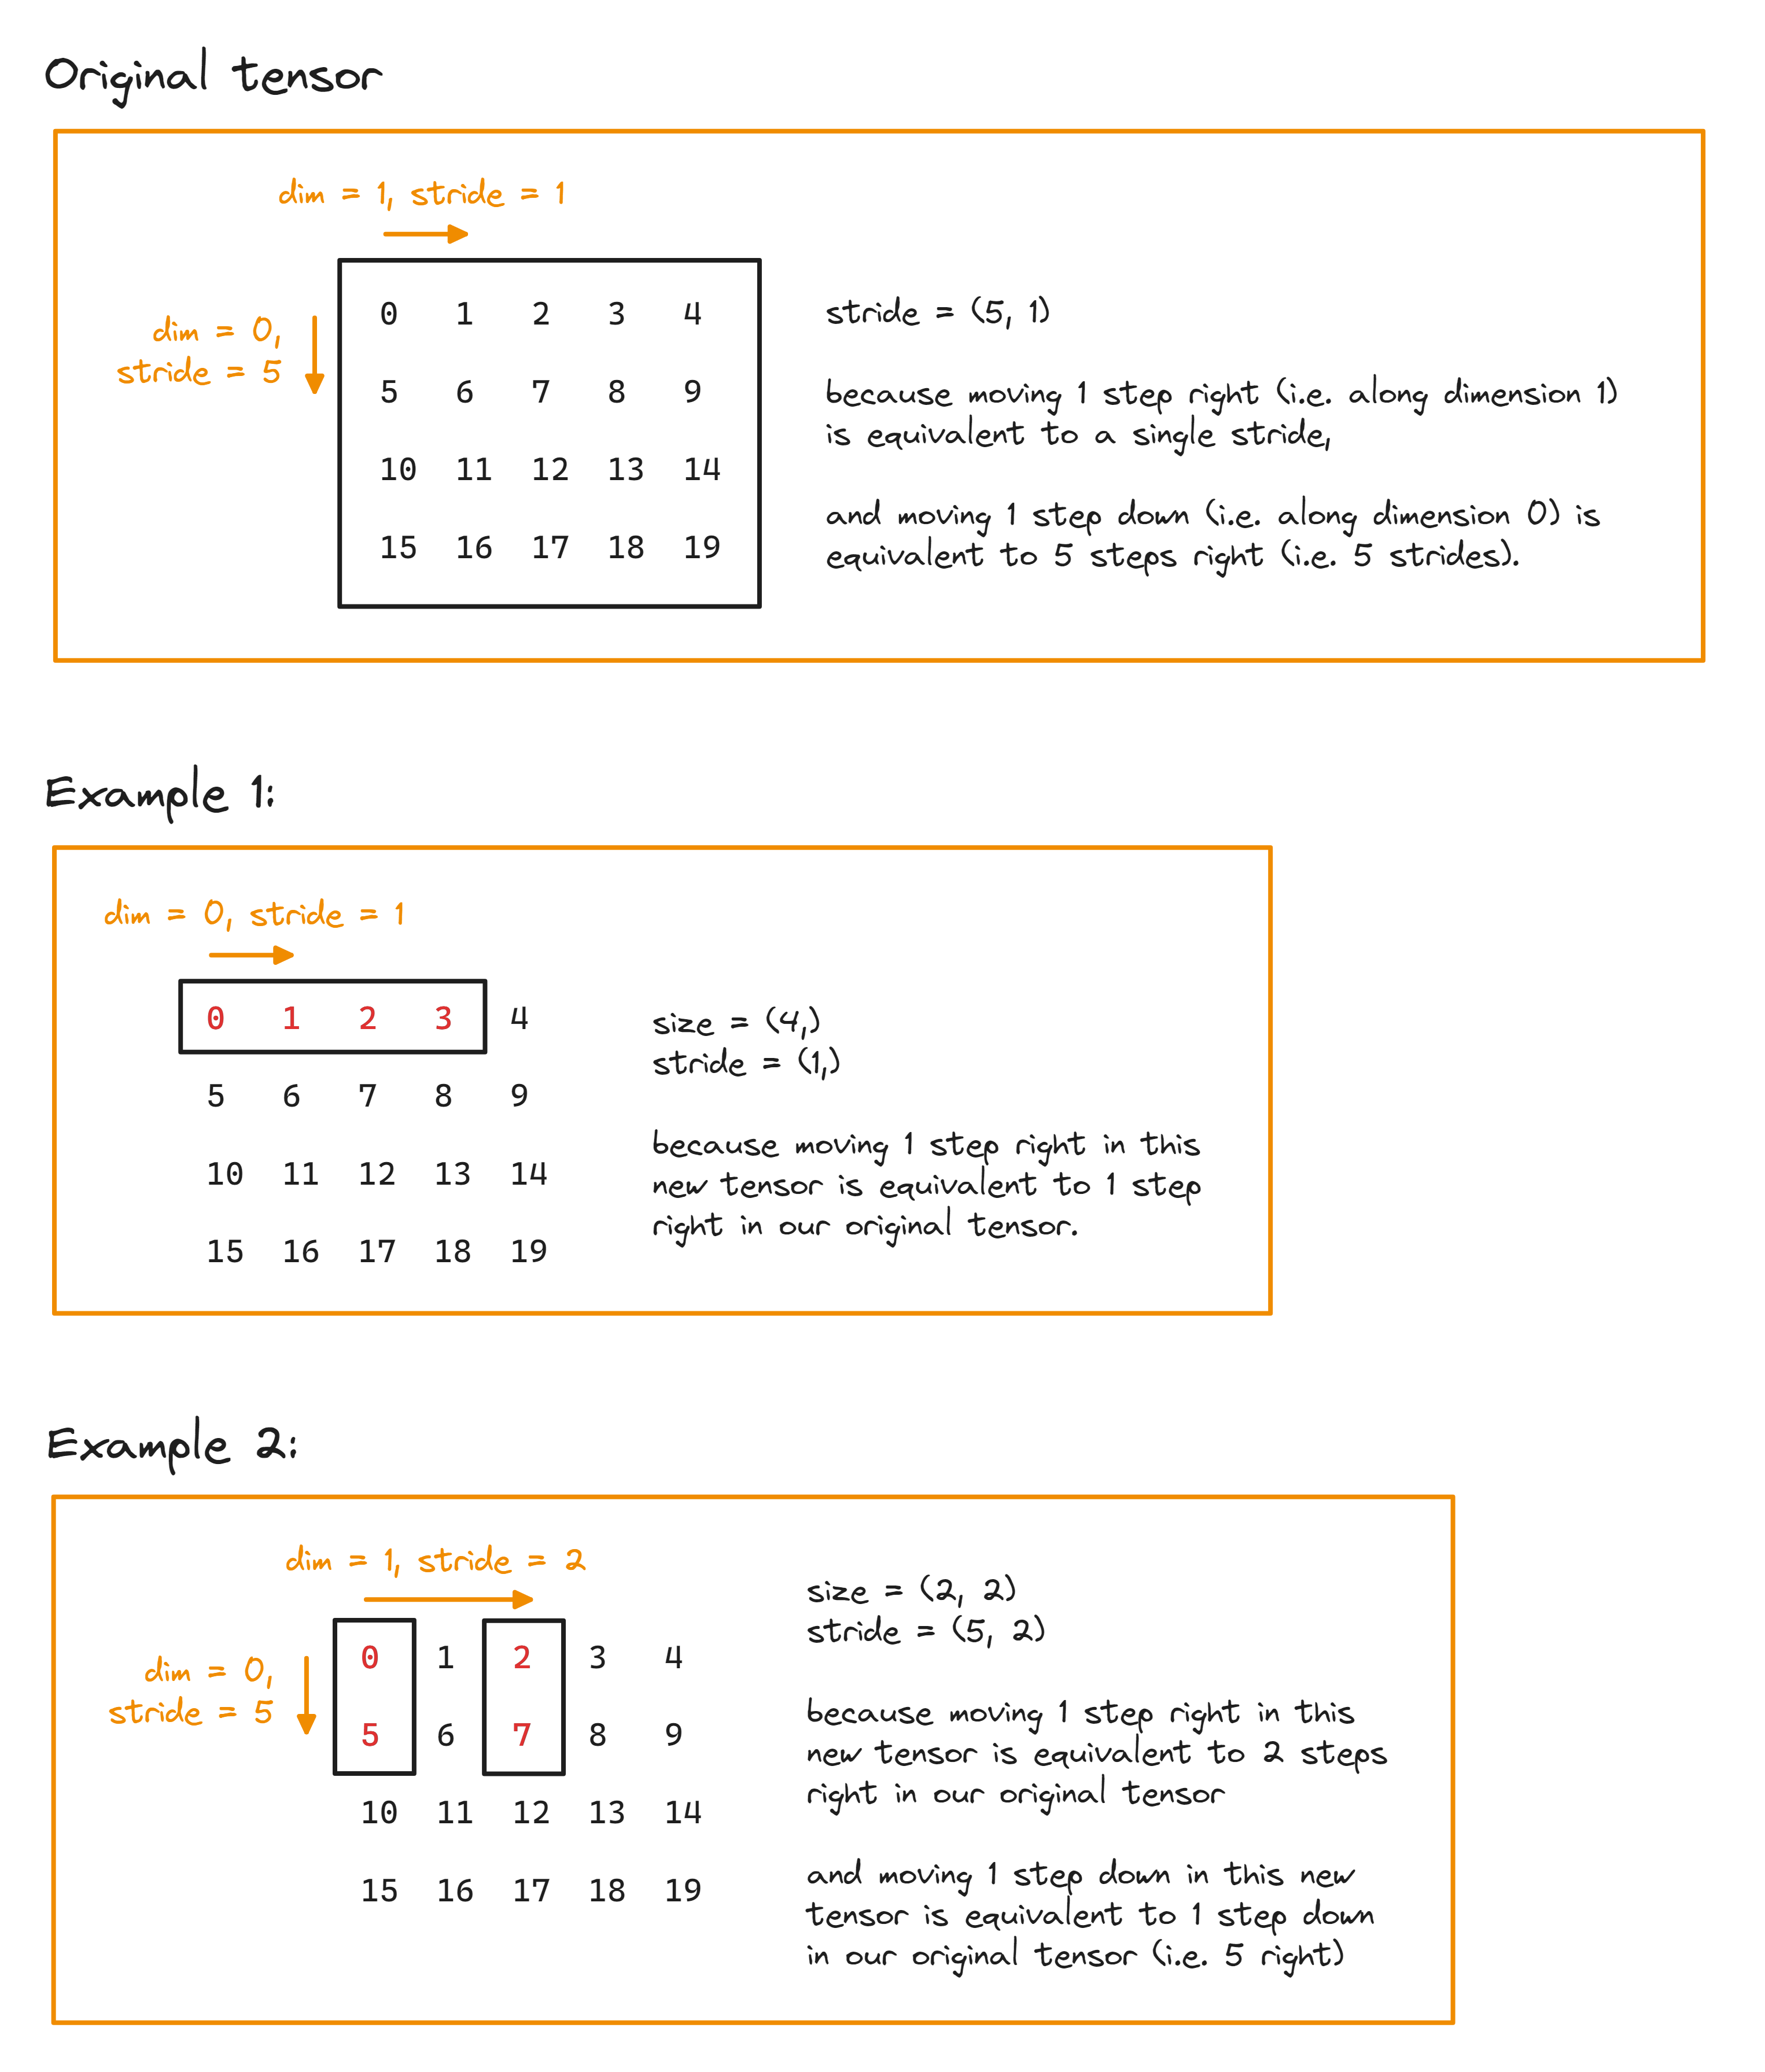 Original tensor
dim = 1, stride = 1
dim = 0,
stride = 5
0 1 2 3 4
5 6 7 8 9
10 11 12 13 14
15 16 17 18 19
stride = (5, 1)
because moving 1 step right (i.e. along dimension 1)
is equivalent to a single stride,
and moving 1 step down (i.e. along dimension 0) is
equivalent to 5 steps right (i.e. 5 strides).
Example 1:
dim = 0, stride = 1
0 1 2 3 4
5 6 7 8 9
10 11 12 13 14
15 16 17 18 19
size = (4,)
stride = (1,)
because moving 1 step right in this
new tensor is equivalent to 1 step
right in our original tensor.
Example 2:
dim = 1, stride = 2
dim = 0,
stride = 5
0 1 2 3 4
5 6 7 8 9
10 11 12 13 14
15 16 17 18 19
size = (2, 2)
stride = (5, 2)
because moving 1 step right in this
new tensor is equivalent to 2 steps
right in our original tensor
and moving 1 step down in this new
tensor is equivalent to 1 step down
in our original tensor (i.e. 5 right)